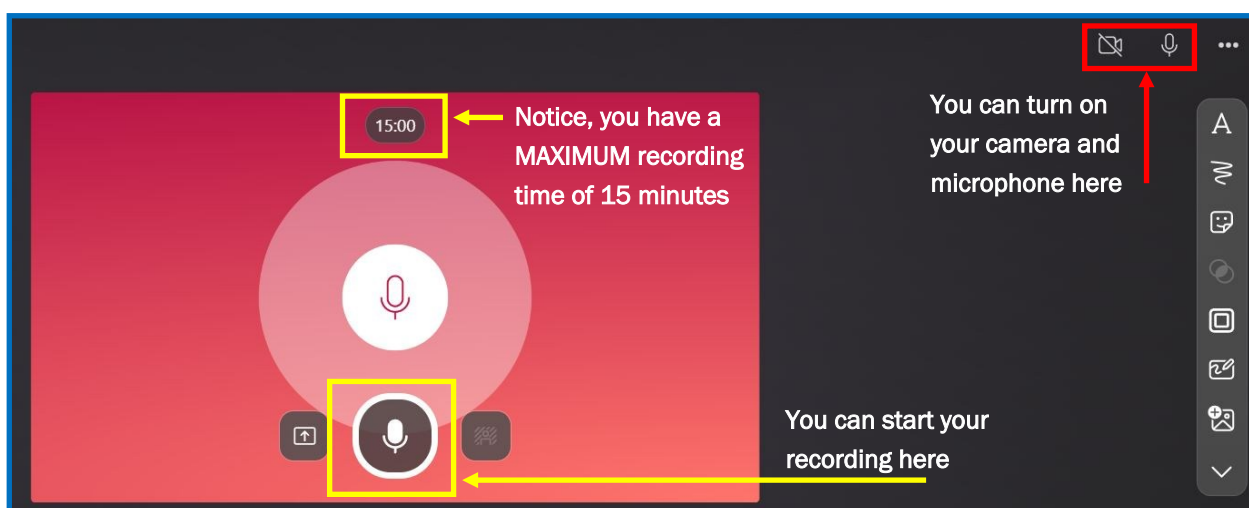 15:00
Notice, you have a
MAXIMUM recording
time of 15 minutes
You can turn on
your camera and
microphone here
A
You can start your
recording here